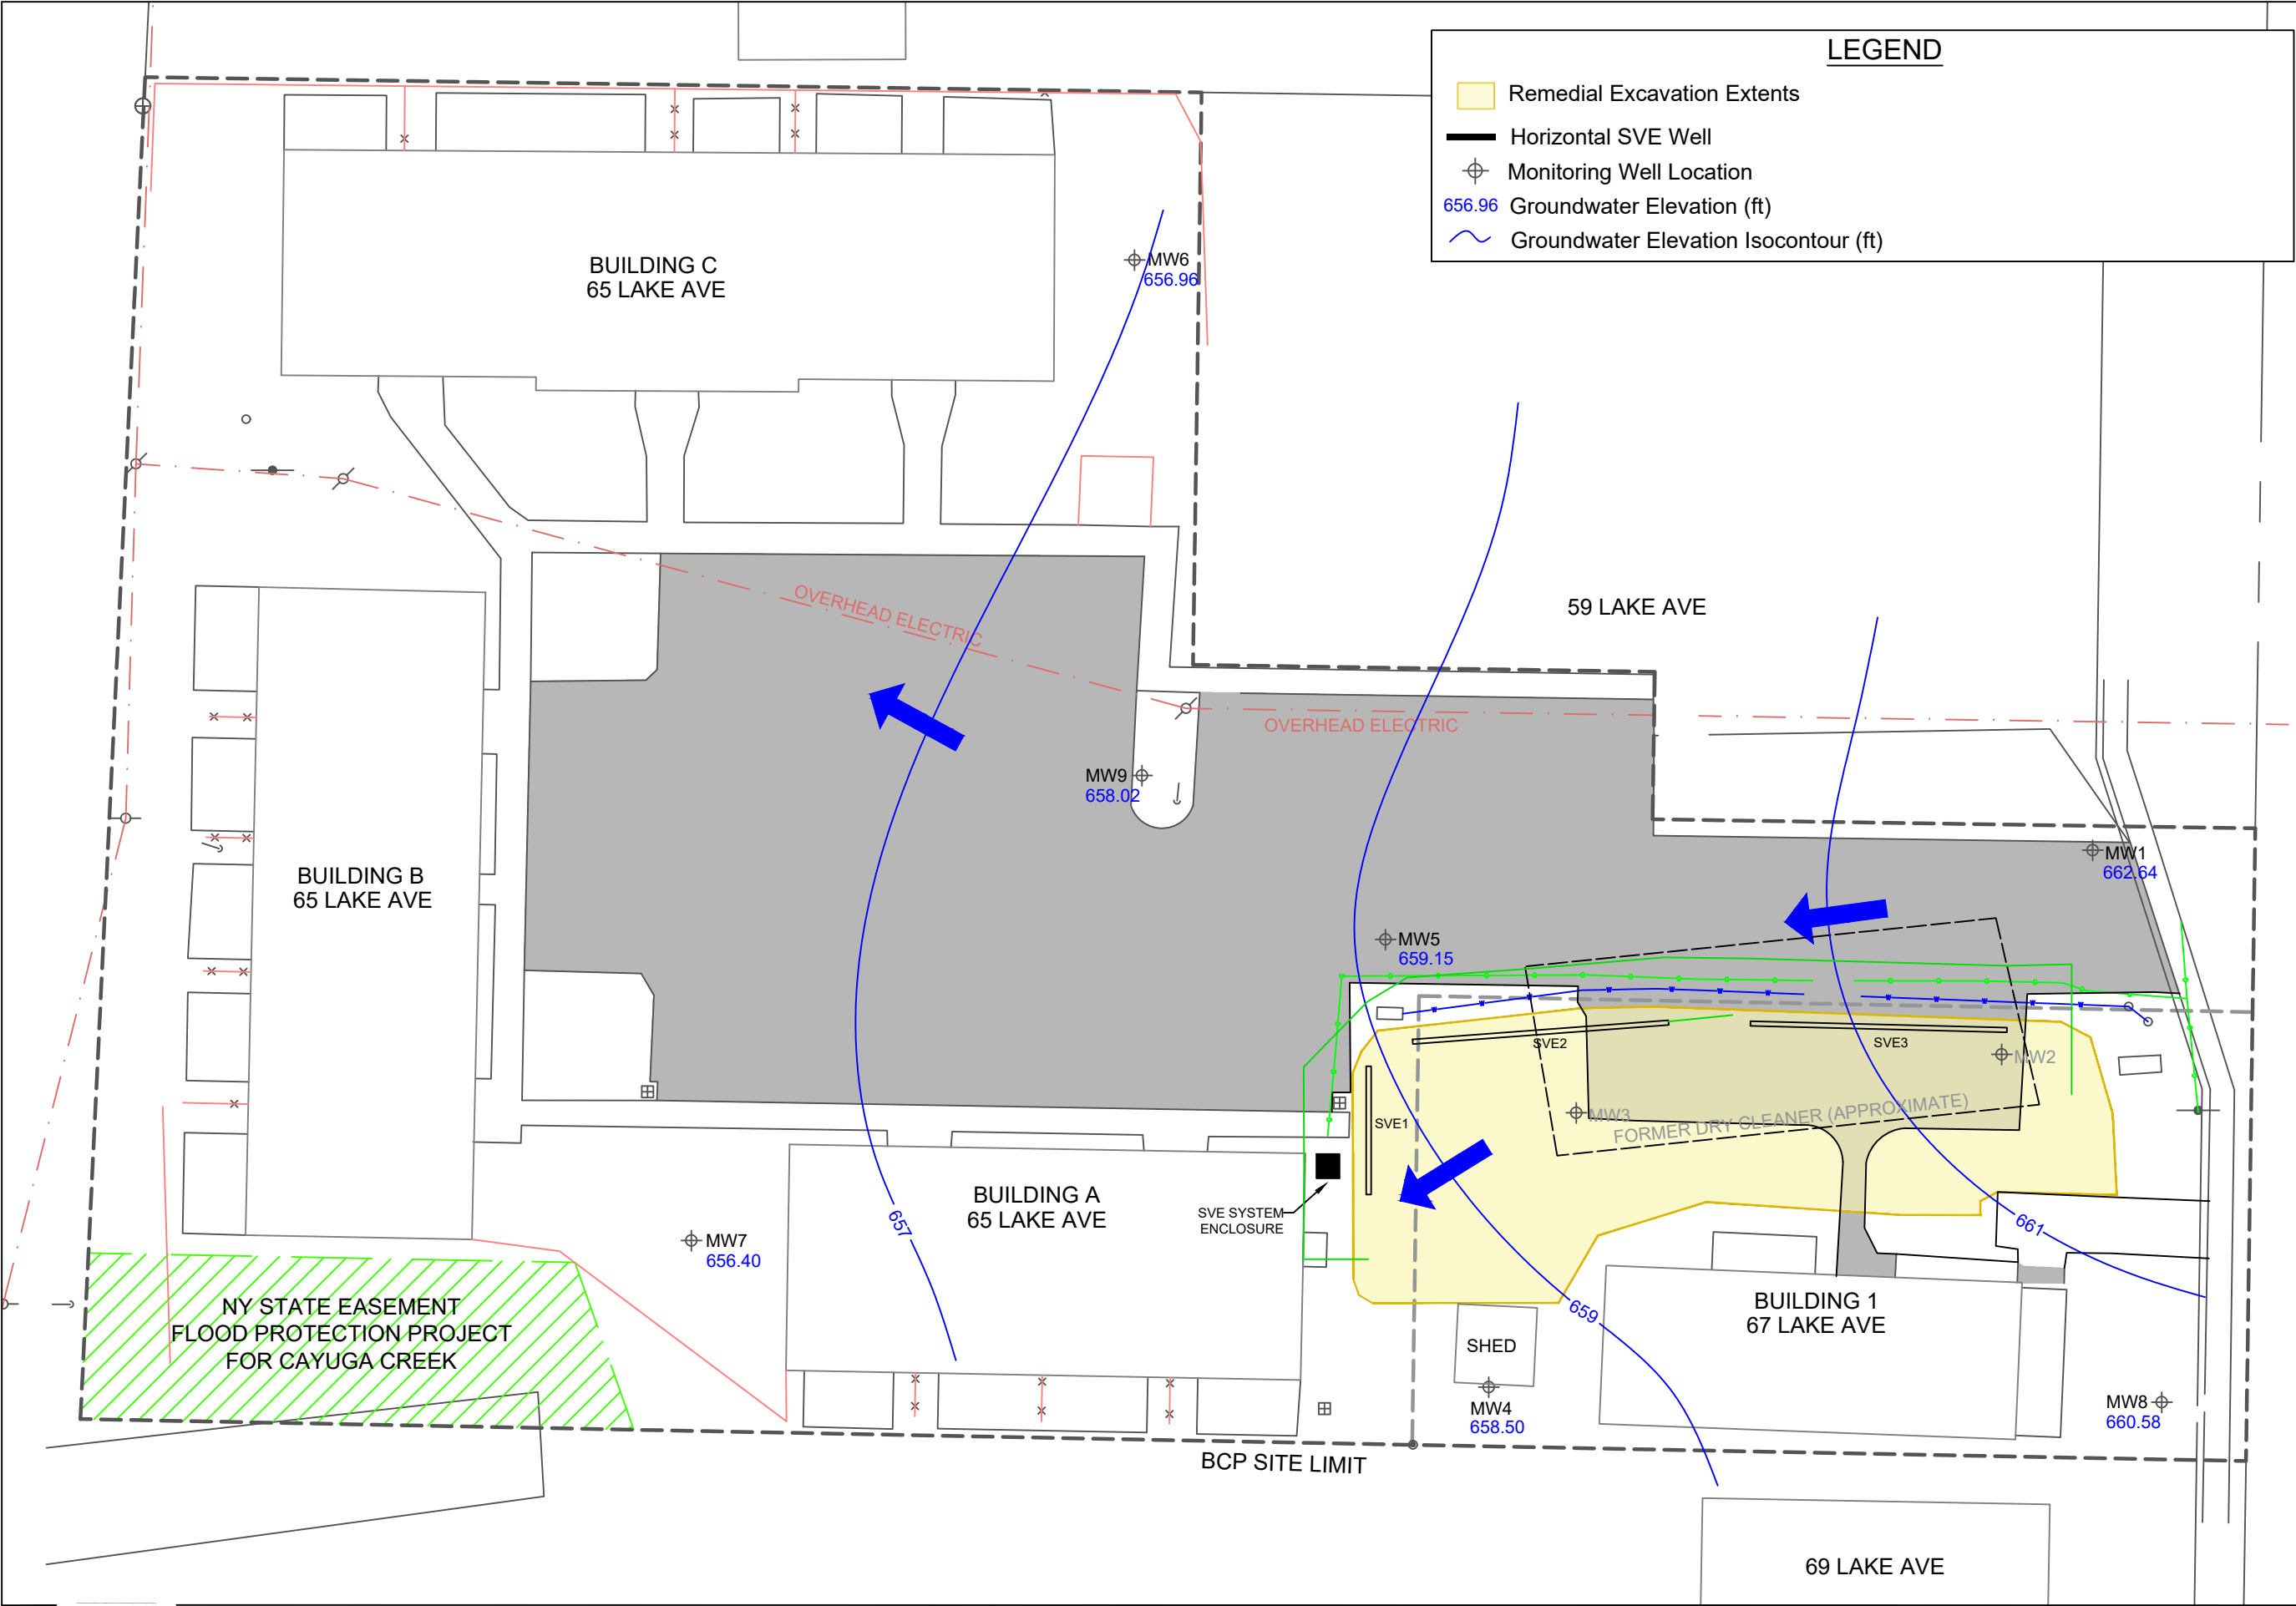 LEGEND
Remedial Excavation Extents
Horizontal SVE Well
Monitoring Well Location
656.96 Groundwater Elevation (ft)
Groundwater Elevation Isocontour (ft)
BUILDING C
65 LAKE AVE
MW6
656.96
OVERHEAD ELECTRIC
59 LAKE AVE
OVERHEAD ELECTRIC
MW9
658.02
BUILDING B
65 LAKE AVE
MW1
662.64
MW5
659.15
SVE2
SVE3
MW2
SVE1
MW3
FORMER DRY CLEANER (APPROXIMATE)
BUILDING A
65 LAKE AVE
SVE SYSTEM
ENCLOSURE
657
661
MW7
656.40
659
BUILDING 1
67 LAKE AVE
NY STATE EASEMENT
FLOOD PROTECTION PROJECT
FOR CAYUGA CREEK
SHED
MW4
658.50
MW8
660.58
BCP SITE LIMIT
69 LAKE AVE